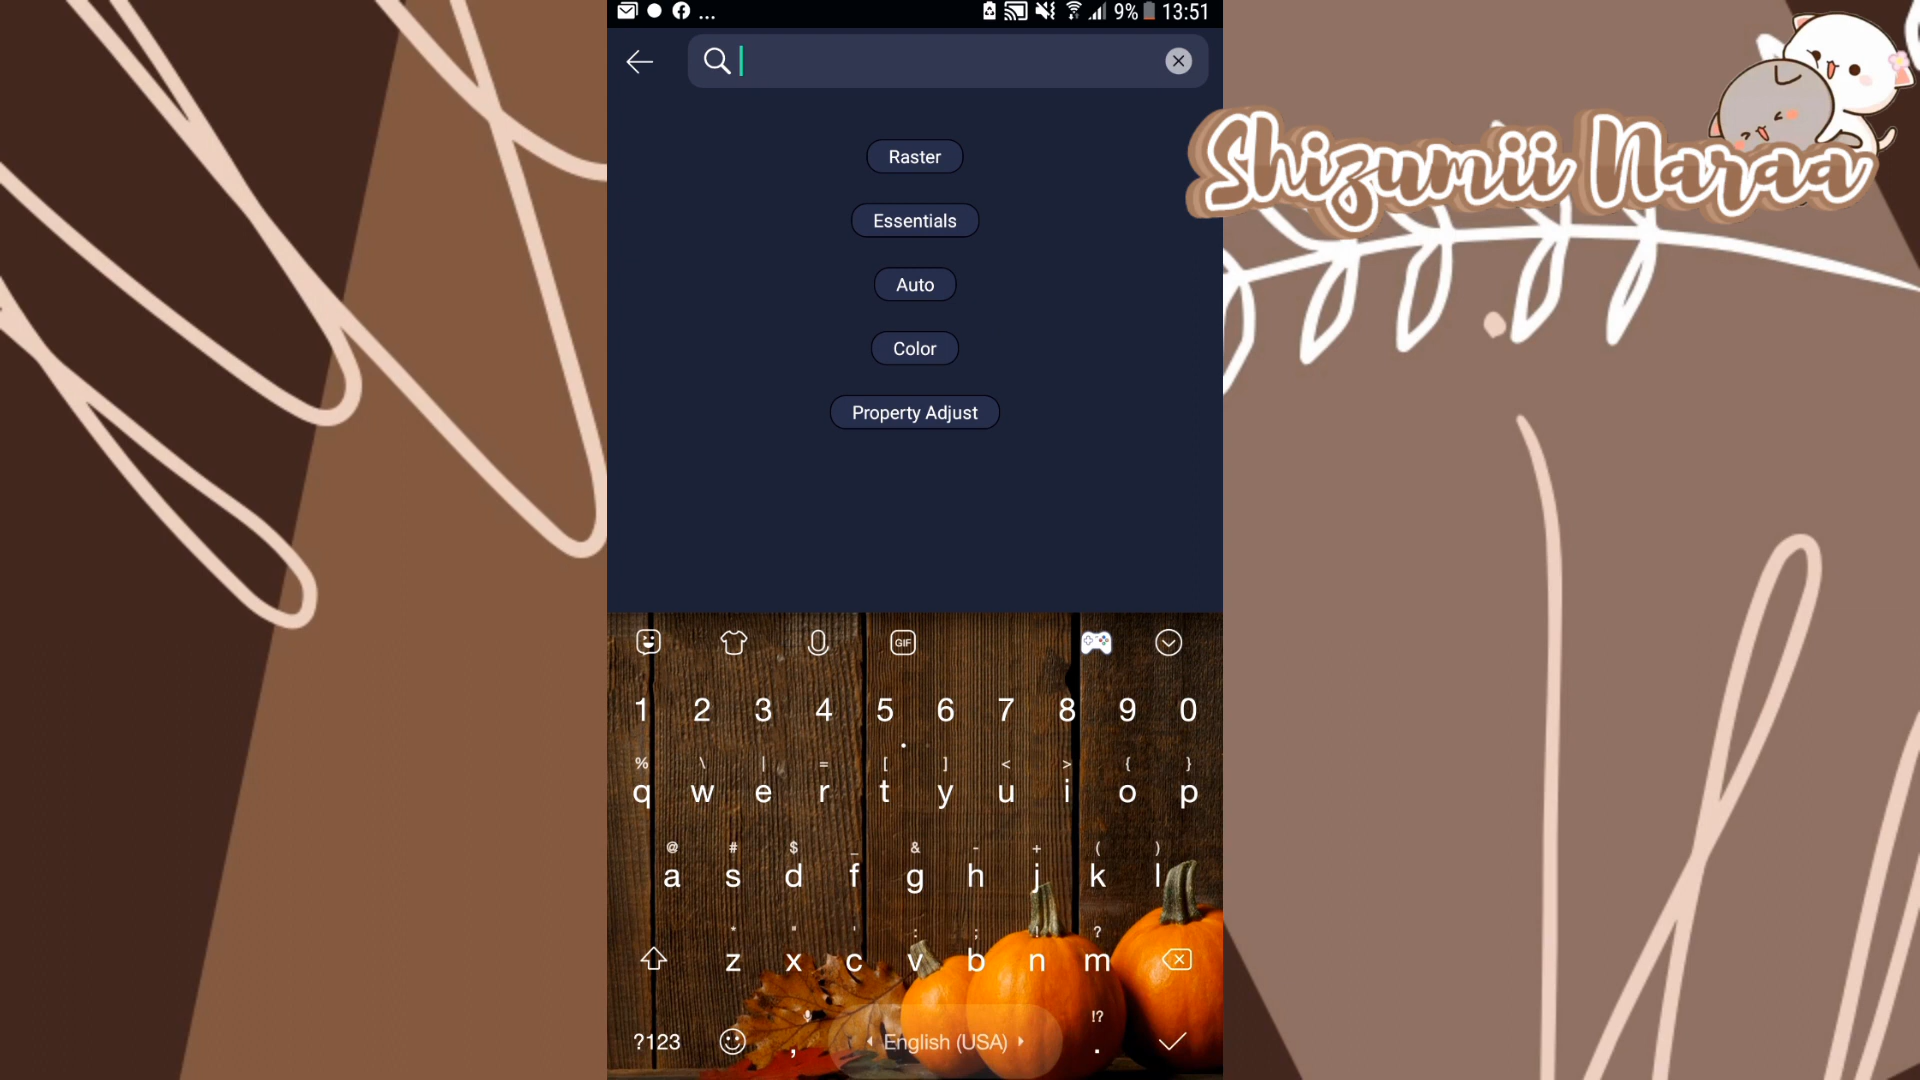 ... 9% 13:51
Raster
Essentials
Auto
Color
Property Adjust
Shizumii Naraa
GIF
1 2 3 4 5 6 7 8 9 0
% \ | = [ ] < > { }
q w e r t y u i o p
@ # $ _ & - + ( )
a s d f g h j k l
* " ' : ; ! ?
z x c v b n m
!?
?123 , English (USA) .